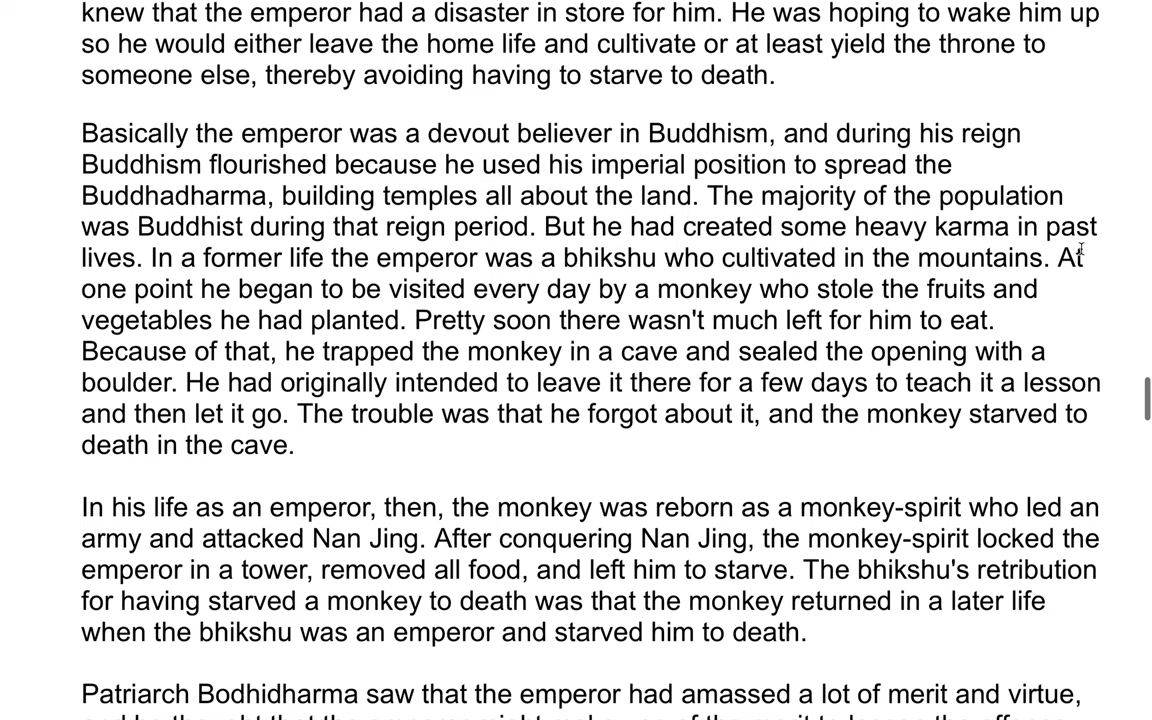 knew that the emperor had a disaster in store for him. He was hoping to wake him up
so he would either leave the home life and cultivate or at least yield the throne to
someone else, thereby avoiding having to starve to death.
Basically the emperor was a devout believer in Buddhism, and during his reign
Buddhism flourished because he used his imperial position to spread the
Buddhadharma, building temples all about the land. The majority of the population
was Buddhist during that reign period. But he had created some heavy karma in past
lives. In a former life the emperor was a bhikshu who cultivated in the mountains. At
one point he began to be visited every day by a monkey who stole the fruits and
vegetables he had planted. Pretty soon there wasn't much left for him to eat.
Because of that, he trapped the monkey in a cave and sealed the opening with a
boulder. He had originally intended to leave it there for a few days to teach it a lesson
and then let it go. The trouble was that he forgot about it, and the monkey starved to
death in the cave.
In his life as an emperor, then, the monkey was reborn as a monkey-spirit who led an
army and attacked Nan Jing. After conquering Nan Jing, the monkey-spirit locked the
emperor in a tower, removed all food, and left him to starve. The bhikshu's retribution
for having starved a monkey to death was that the monkey returned in a later life
when the bhikshu was an emperor and starved him to death.
Patriarch Bodhidharma saw that the emperor had amassed a lot of merit and virtue,